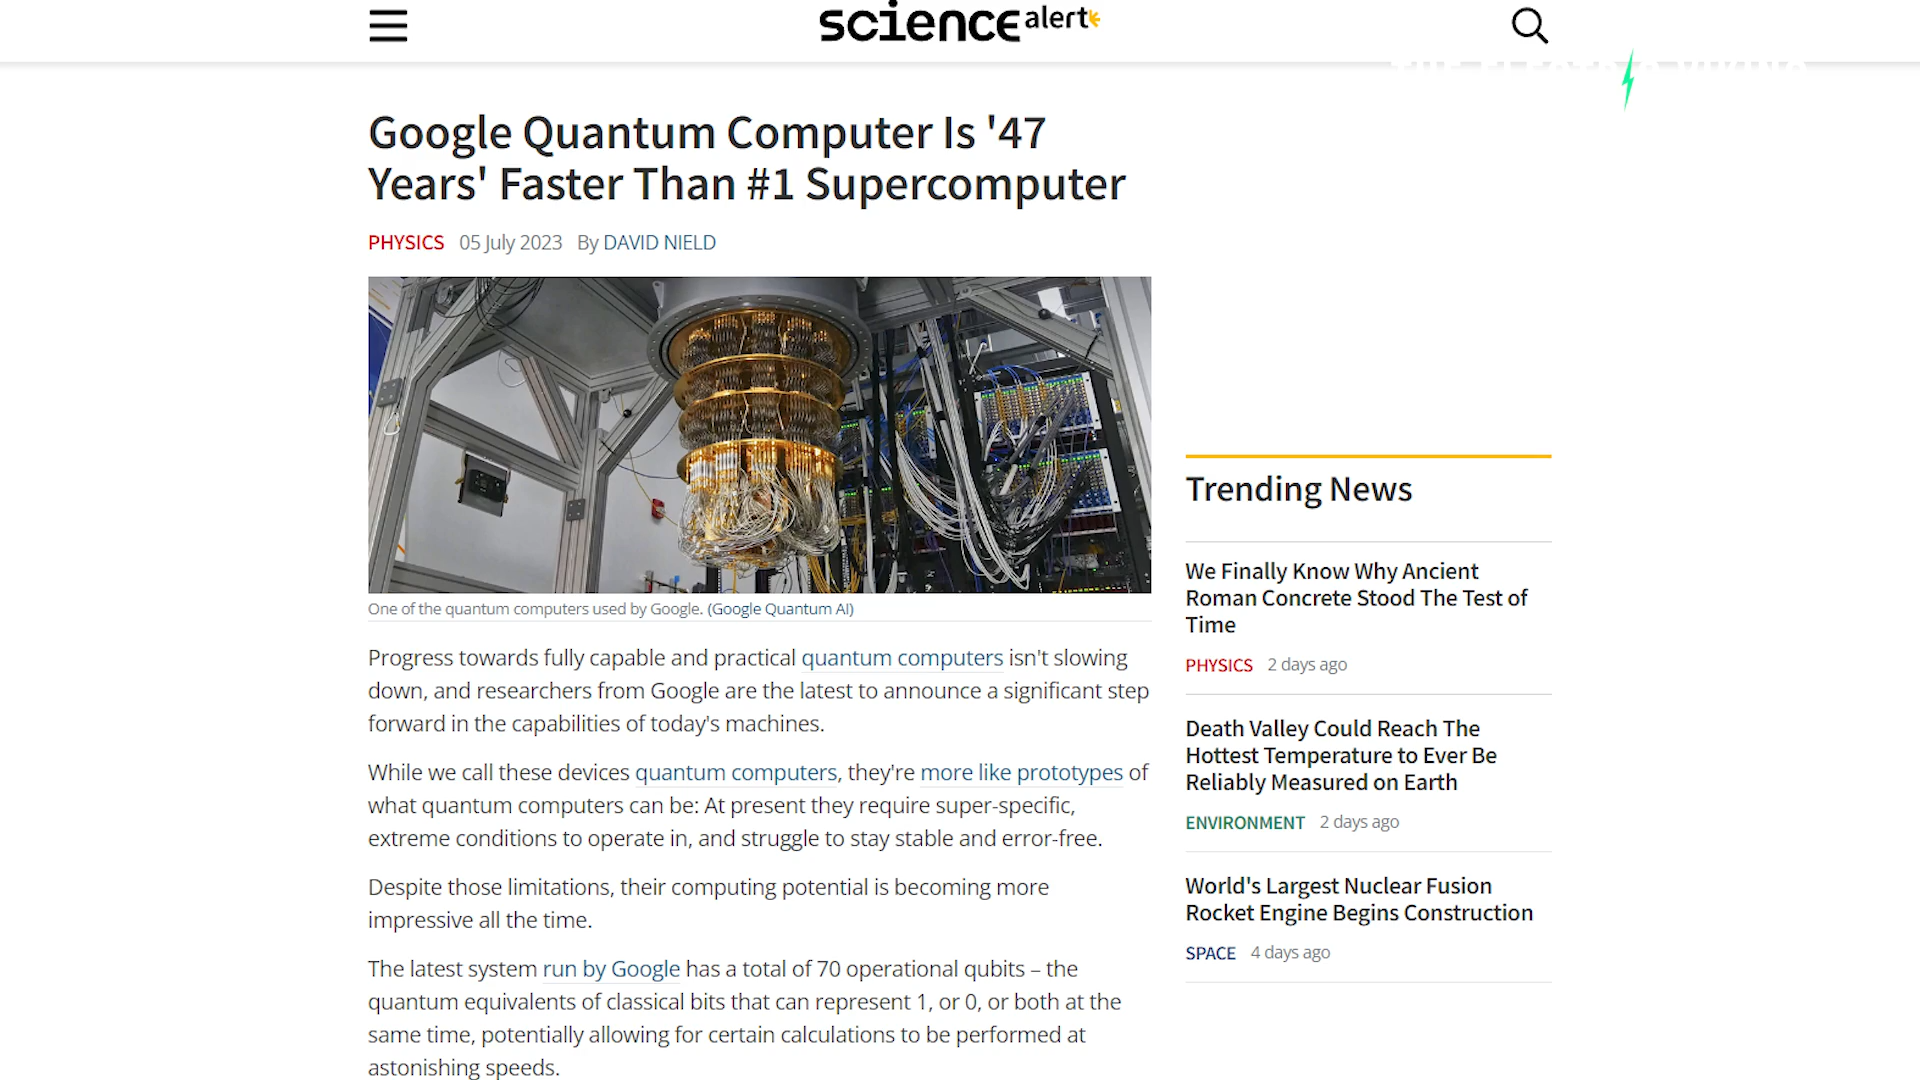 science alert
Google Quantum Computer Is '47
Years' Faster Than #1 Supercomputer
PHYSICS 05 July 2023 By DAVID NIELD
One of the quantum computers used by Google. (Google Quantum AI)
Progress towards fully capable and practical quantum computers isn't slowing
down, and researchers from Google are the latest to announce a significant step
forward in the capabilities of today's machines.
While we call these devices quantum computers, they're more like prototypes of
what quantum computers can be: At present they require super-specific,
extreme conditions to operate in, and struggle to stay stable and error-free.
Despite those limitations, their computing potential is becoming more
impressive all the time.
The latest system run by Google has a total of 70 operational qubits – the
quantum equivalents of classical bits that can represent 1, or 0, or both at the
same time, potentially allowing for certain calculations to be performed at
astonishing speeds.
Trending News
We Finally Know Why Ancient
Roman Concrete Stood The Test of
Time
PHYSICS 2 days ago
Death Valley Could Reach The
Hottest Temperature to Ever Be
Reliably Measured on Earth
ENVIRONMENT 2 days ago
World's Largest Nuclear Fusion
Rocket Engine Begins Construction
SPACE 4 days ago